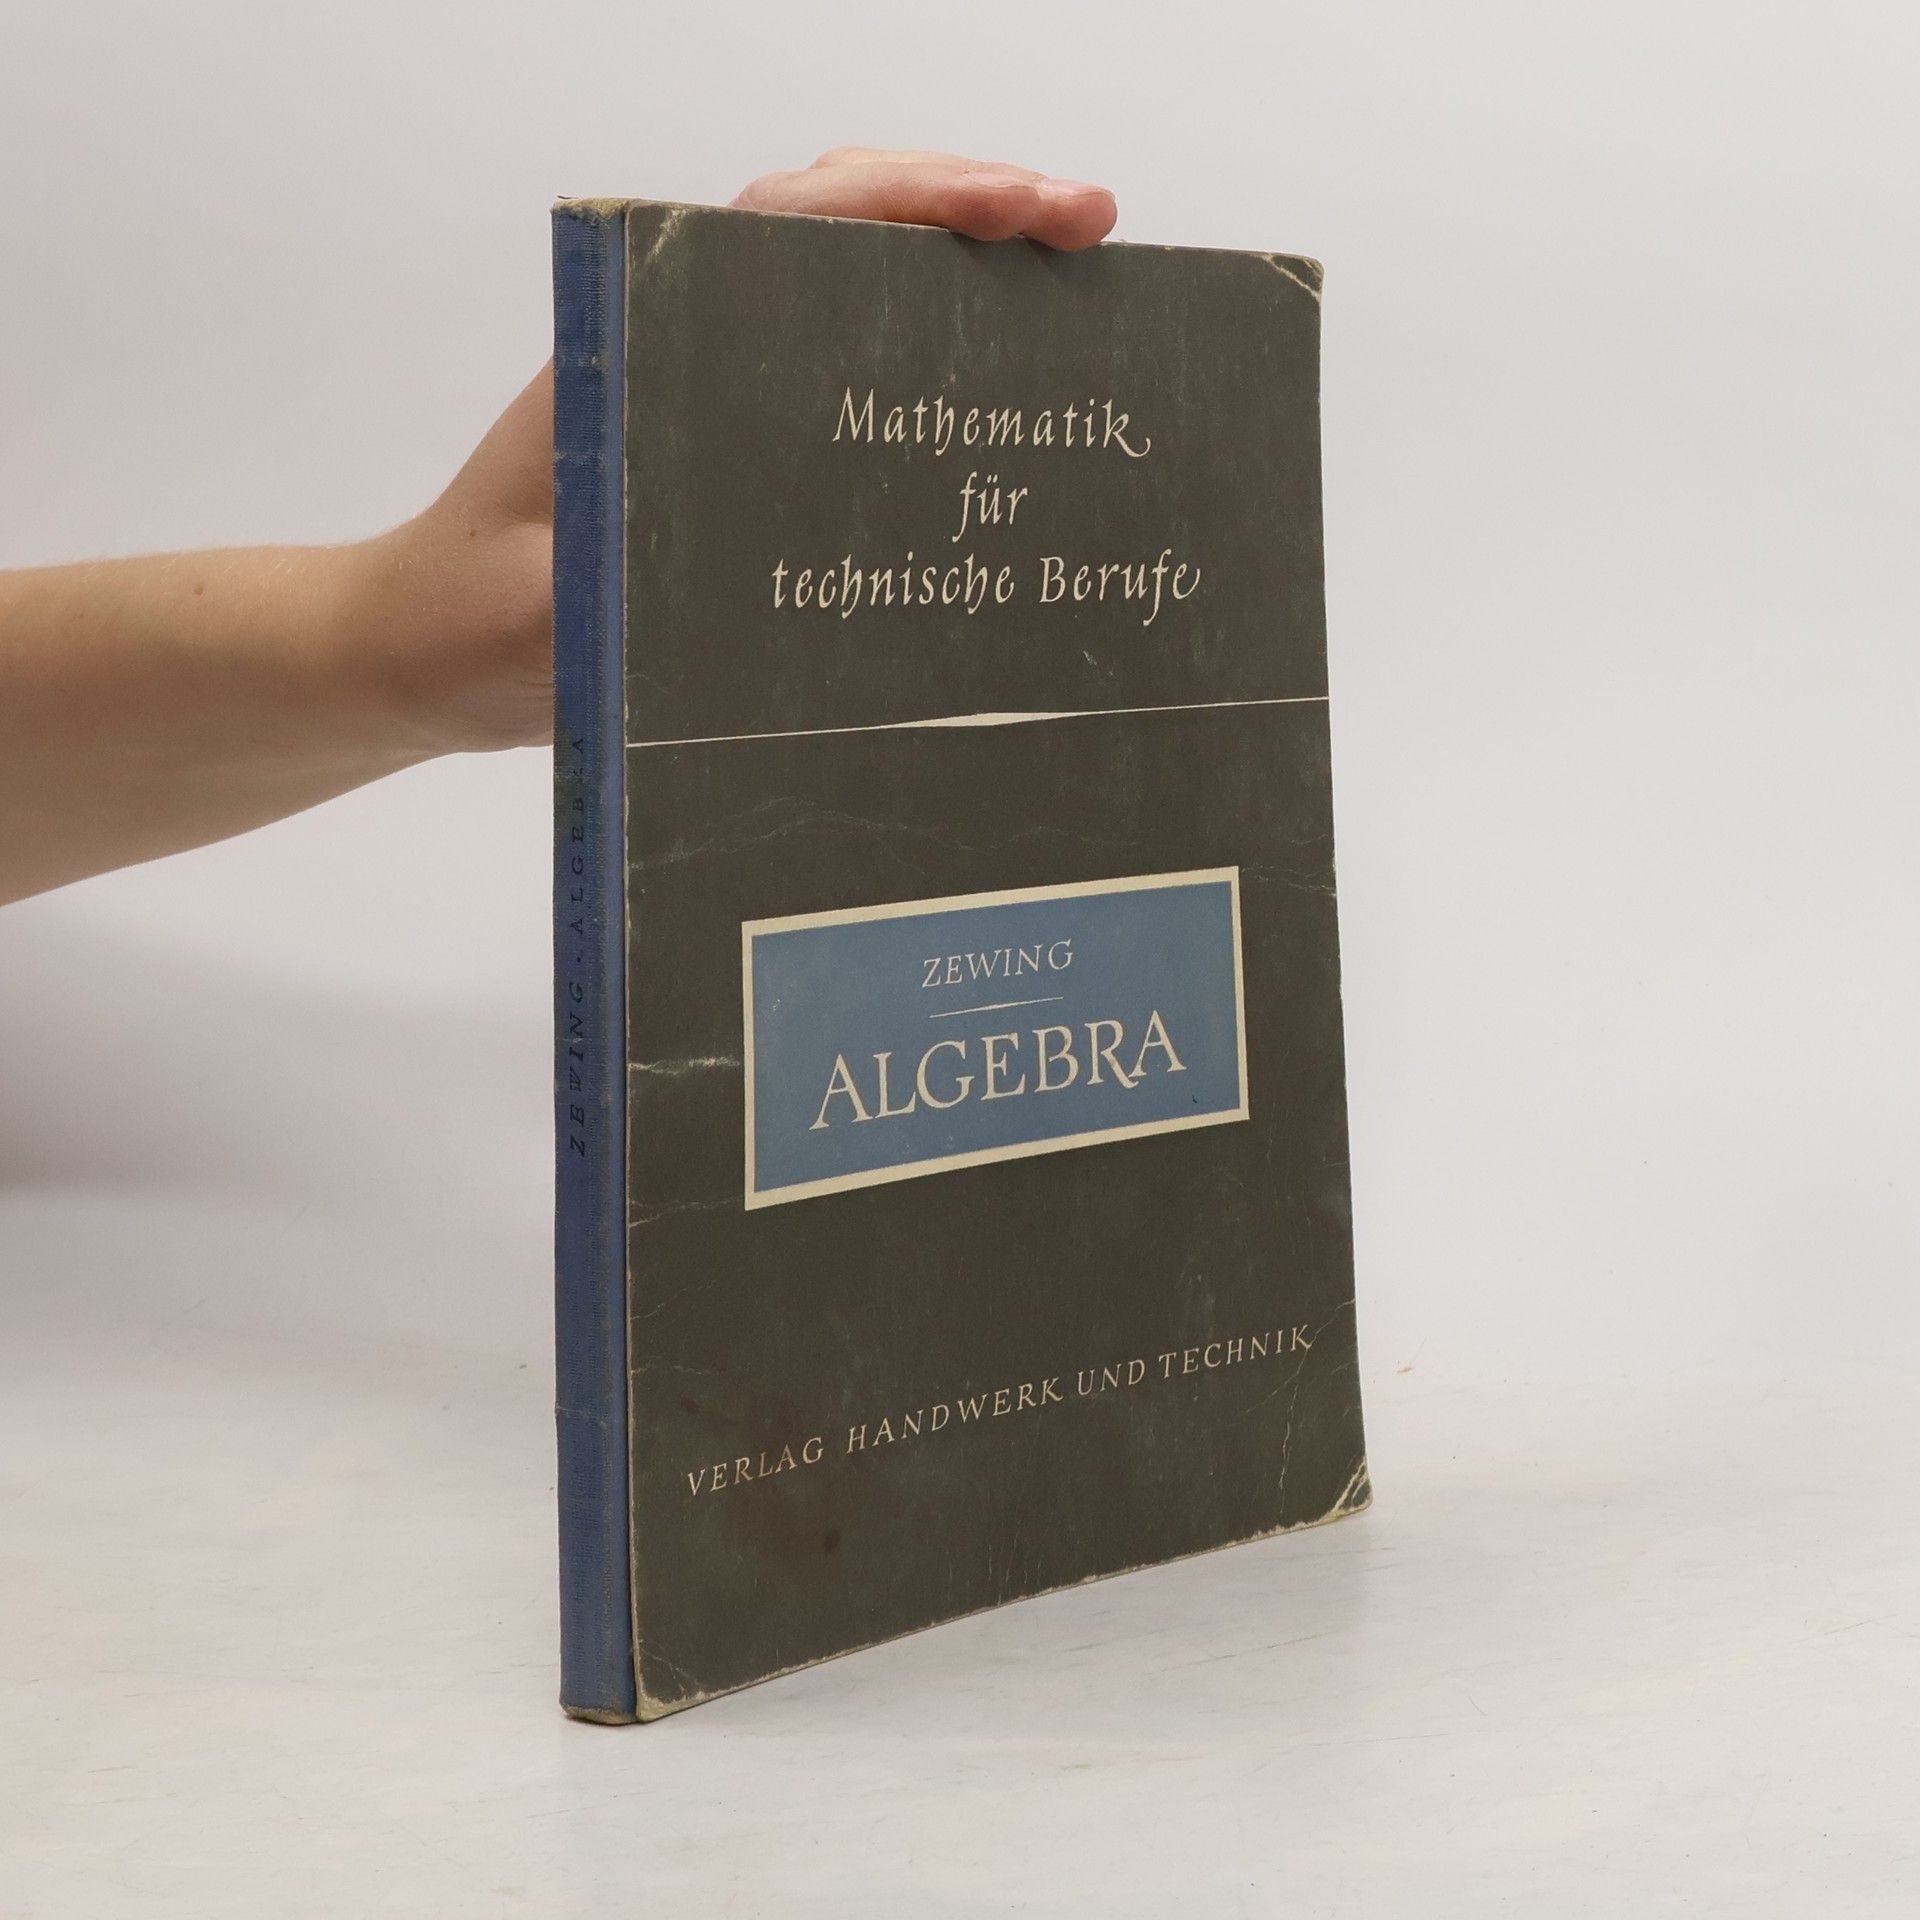 Mathematik
für
technische Berufe
ZEWING
ALGEBRA
VERLAG HANDWERK UND TECHNIK
ZEWING · ALGEBRA